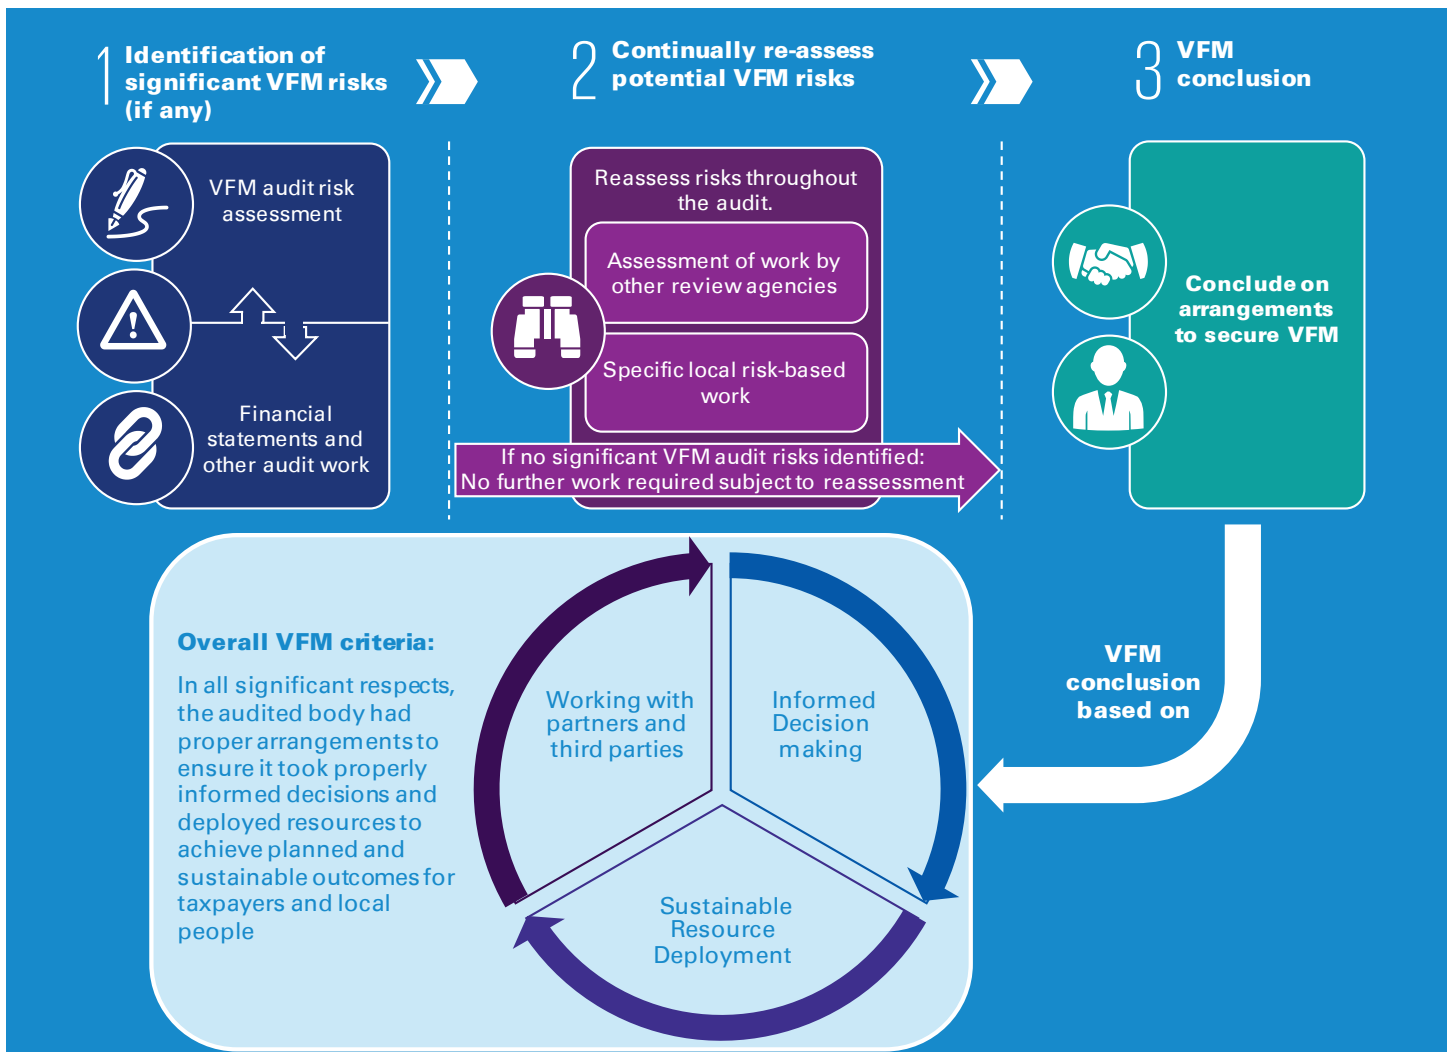 1
Identification of
significant VFM risks
(if any)
2
Continually re-assess
potential VFM risks
3
VFM
conclusion
VFM audit risk
assessment
Financial
statements and
other audit work
Reassess risks throughout
the audit.
Assessment of work by
other review agencies
Specific local risk-based
work
If no significant VFM audit risks identified:
No further work required subject to reassessment
Conclude on
arrangements
to secure VFM
VFM
conclusion
based on
Overall VFM criteria:
In all significant respects,
the audited body had
proper arrangements to
ensure it took properly
informed decisions and
deployed resources to
achieve planned and
sustainable outcomes for
taxpayers and local
people
Working with
partners and
third parties
Informed
Decision
making
Sustainable
Resource
Deployment